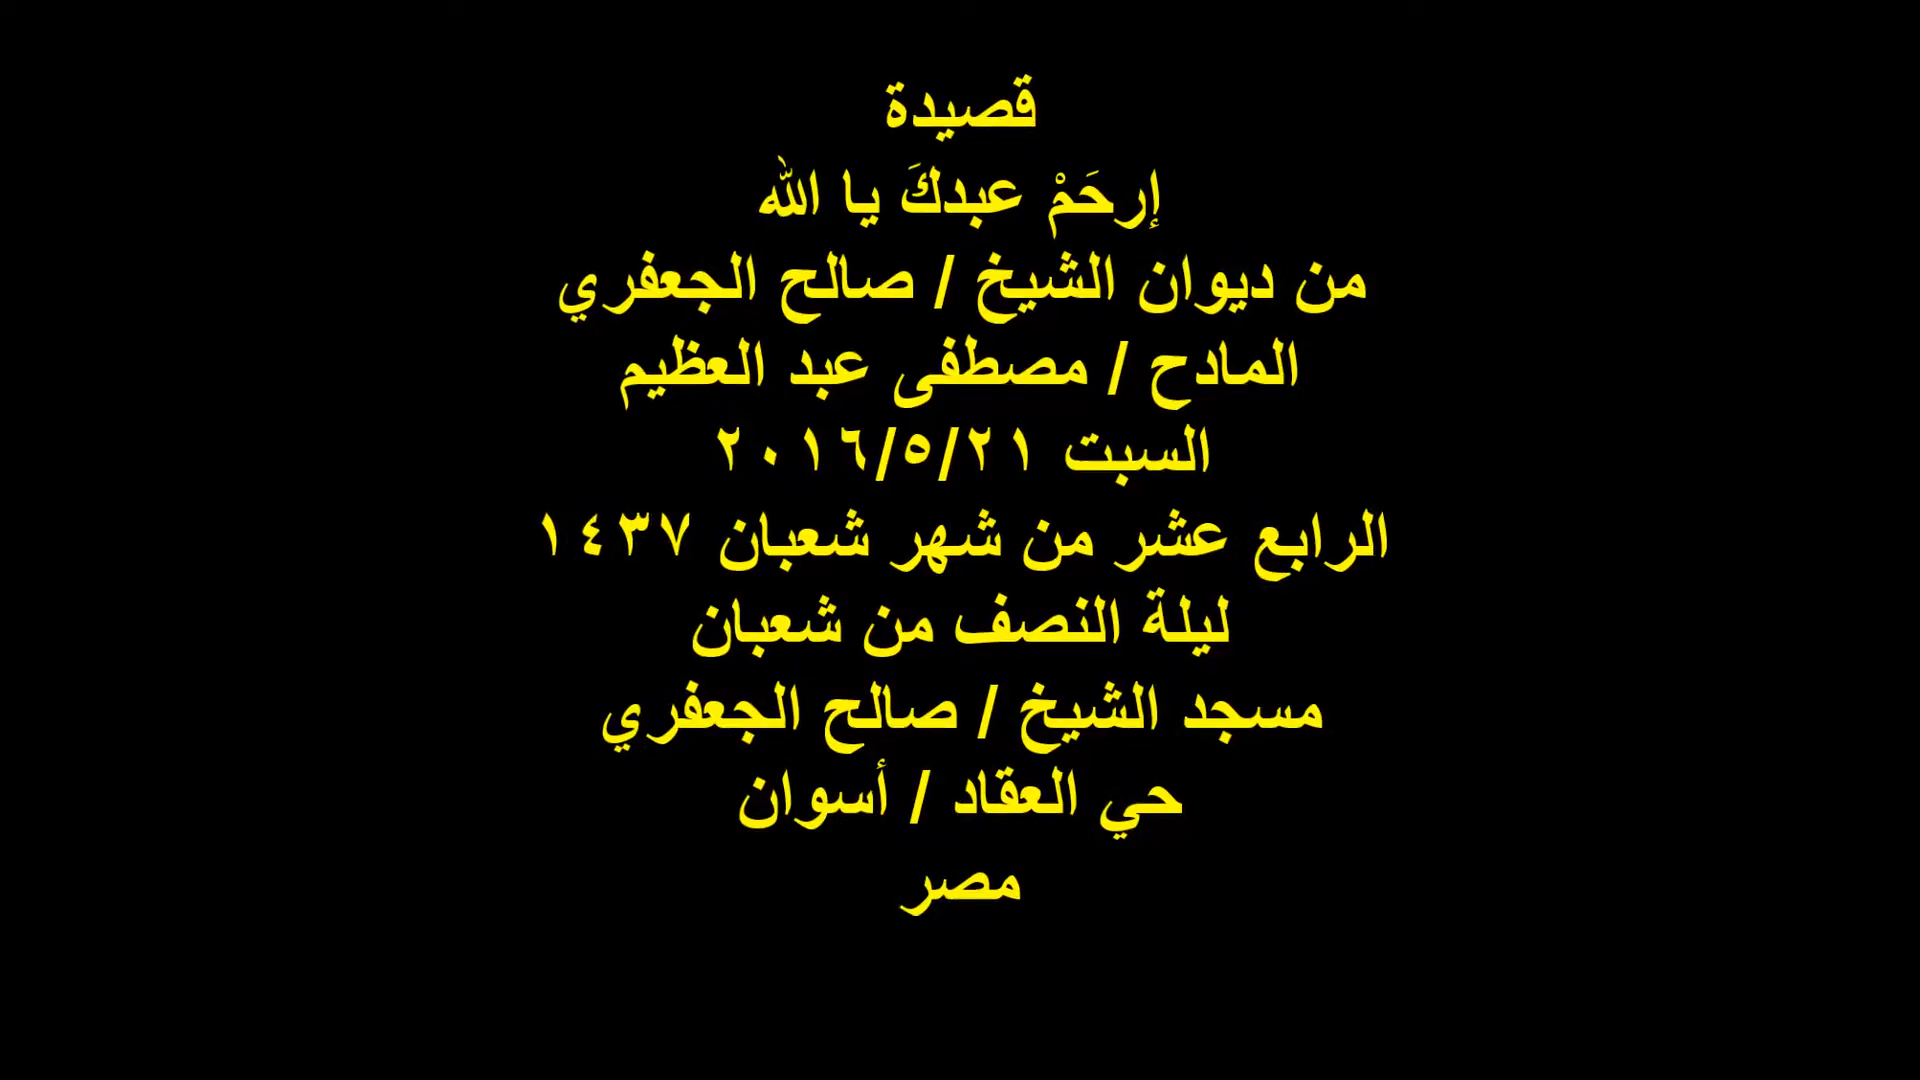 قصيدة
إرحَمْ عبدكَ يا الله
من ديوان الشيخ / صالح الجعفري
المادح / مصطفى عبد العظيم
السبت ٢٠١٦/٥/٢١
الرابع عشر من شهر شعبان ١٤٣٧
ليلة النصف من شعبان
مسجد الشيخ / صالح الجعفري
حي العقاد / أسوان
مصر